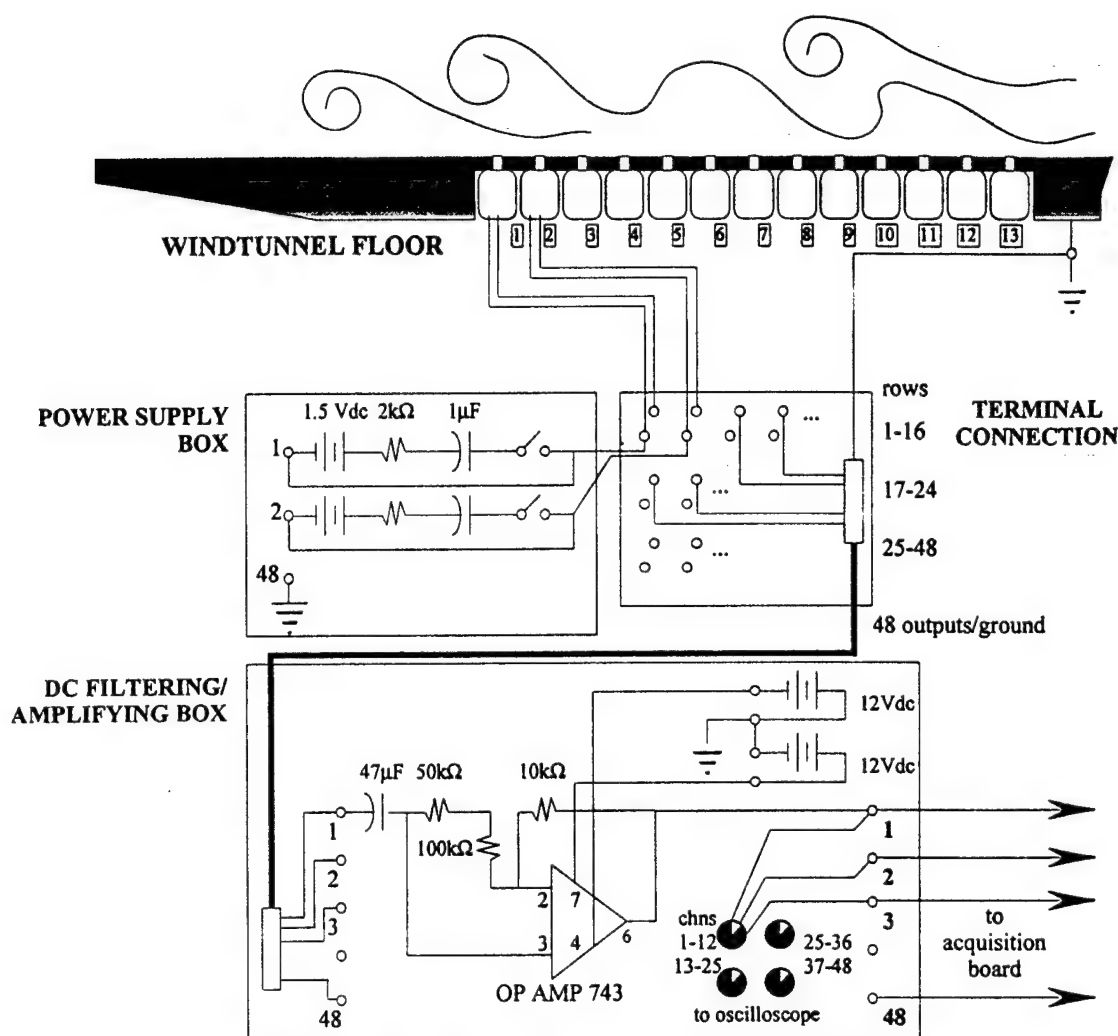 1 2 3 4 5 6 7 8 9 10 11 12 13
WINDTUNNEL FLOOR
POWER SUPPLY
BOX
1.5 Vdc 2kΩ 1μF
1
2
48
rows
1-16
17-24
25-48
...
...
...
TERMINAL
CONNECTION
48 outputs/ground
DC FILTERING/
AMPLIFYING BOX
12Vdc
12Vdc
47μF 50kΩ 10kΩ
100kΩ
1
2
3
48
2
3
7
4
6
OP AMP 743
chns
1-12
13-25
25-36
37-48
to oscilloscope
1
2
3
48
to
acquisition
board